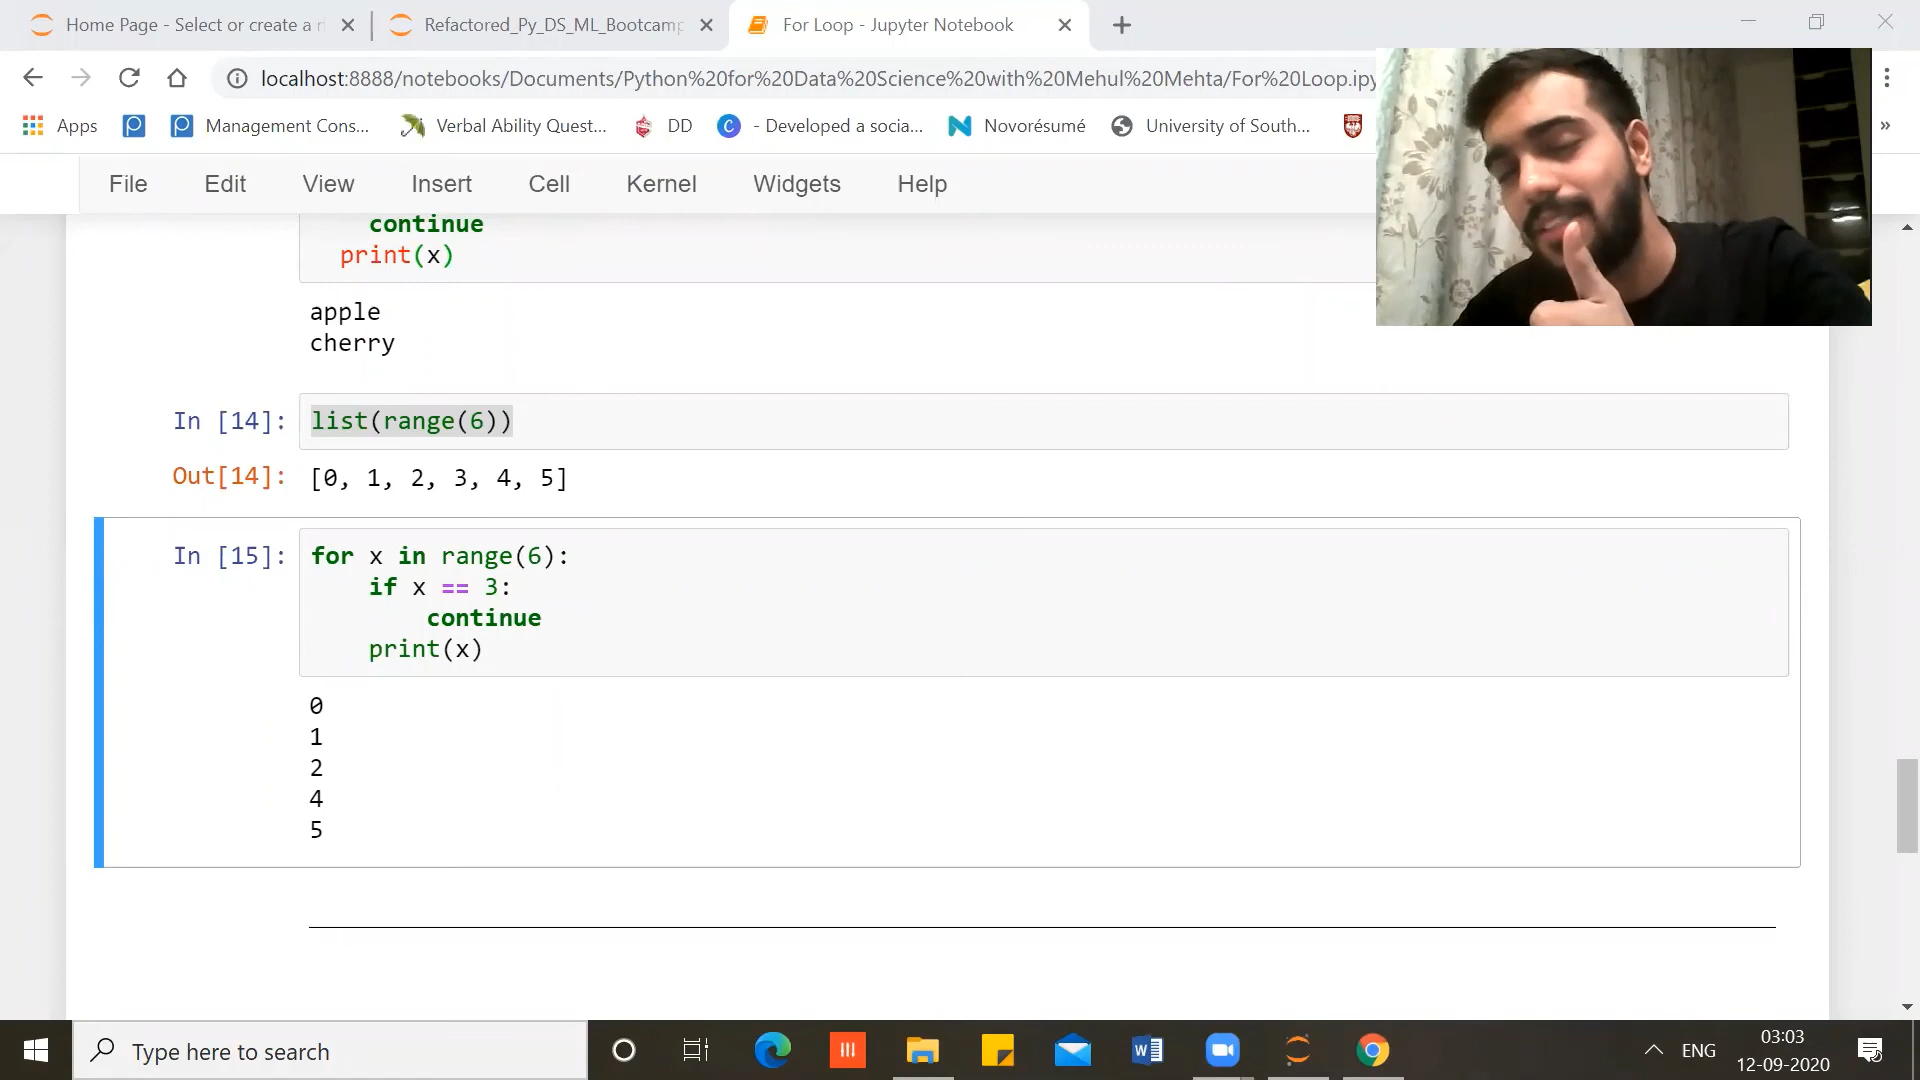 Home Page - Select or create a n
Refactored_Py_DS_ML_Bootcamp
For Loop - Jupyter Notebook
localhost:8888/notebooks/Documents/Python%20for%20Data%20Science%20with%20Mehul%20Mehta/For%20Loop.ipy
Apps
Management Cons...
Verbal Ability Quest...
DD
- Developed a socia...
Novorésumé
University of South...
File Edit View Insert Cell Kernel Widgets Help
continue
print(x)
apple
cherry
In [14]: list(range(6))
Out[14]: [0, 1, 2, 3, 4, 5]
In [15]: for x in range(6):
if x == 3:
continue
print(x)
0
1
2
4
5
Type here to search
ENG
03:03
12-09-2020